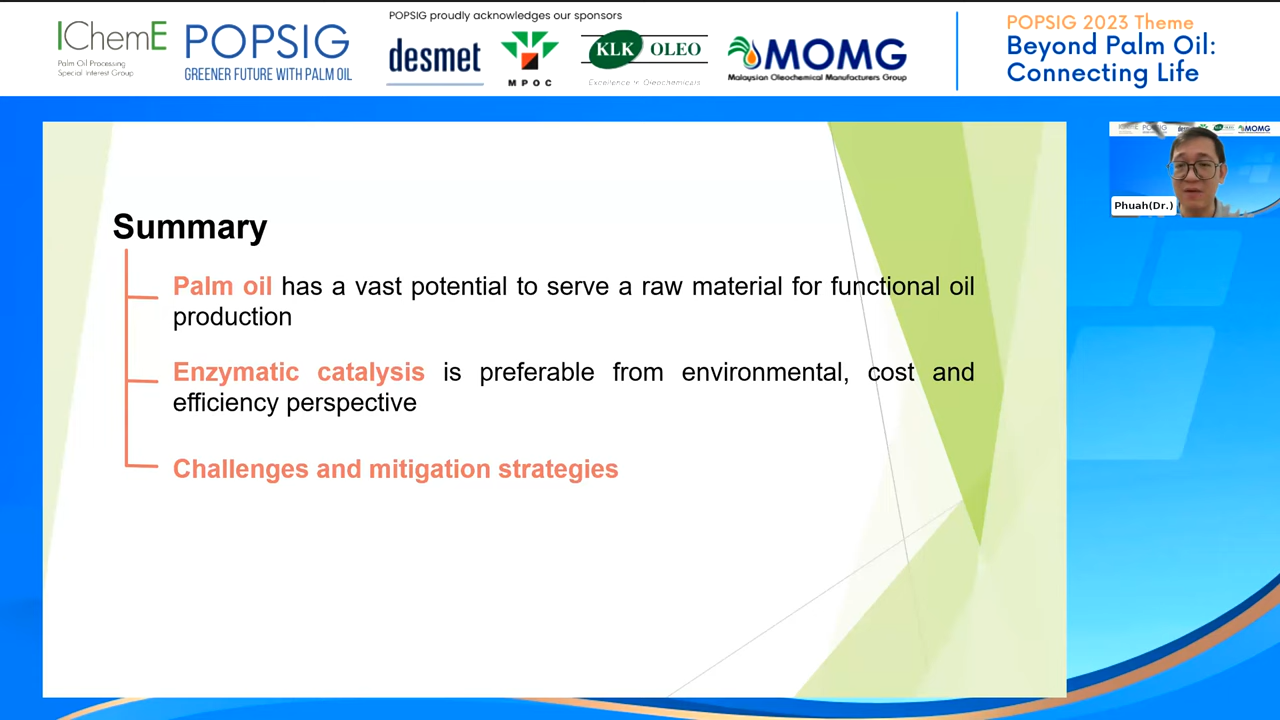 IChemE
Palm Oil Processing
Special Interest Group
POPSIG
GREENER FUTURE WITH PALM OIL
POPSIG proudly acknowledges our sponsors
desmet
MPOC
KLK OLEO
Excellence in Oleochemicals
MOMG
Malaysian Oleochemical Manufacturers Group
POPSIG 2023 Theme
Beyond Palm Oil:
Connecting Life
MOMG
Phuah(Dr.)
Summary
Palm oil has a vast potential to serve a raw material for functional oil
production
Enzymatic catalysis is preferable from environmental, cost and
efficiency perspective
Challenges and mitigation strategies